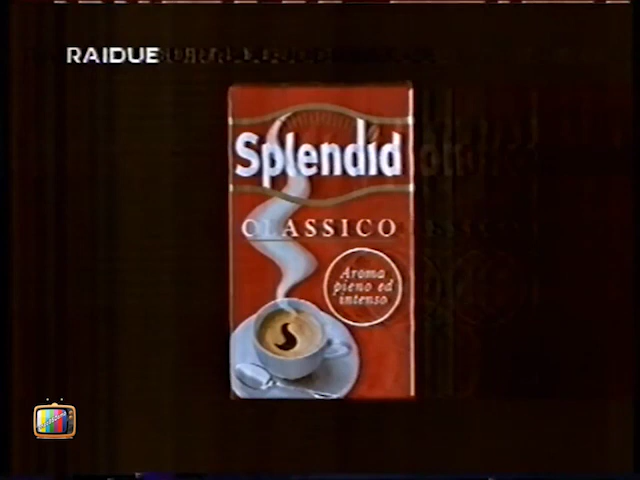 RAIDUE
Splendid
CLASSICO
Aroma
pieno ed
intenso